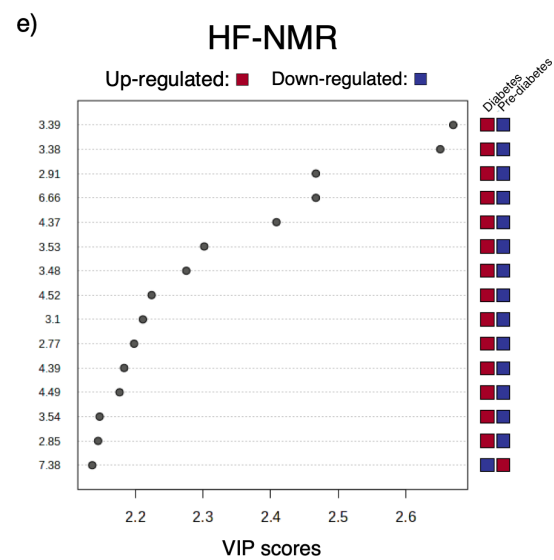 e)
HF-NMR
Up-regulated: Down-regulated:
Diabetes
Pre-diabetes
3.39
3.38
2.91
6.66
4.37
3.53
3.48
4.52
3.1
2.77
4.39
4.49
3.54
2.85
7.38
2.2 2.3 2.4 2.5 2.6
VIP scores